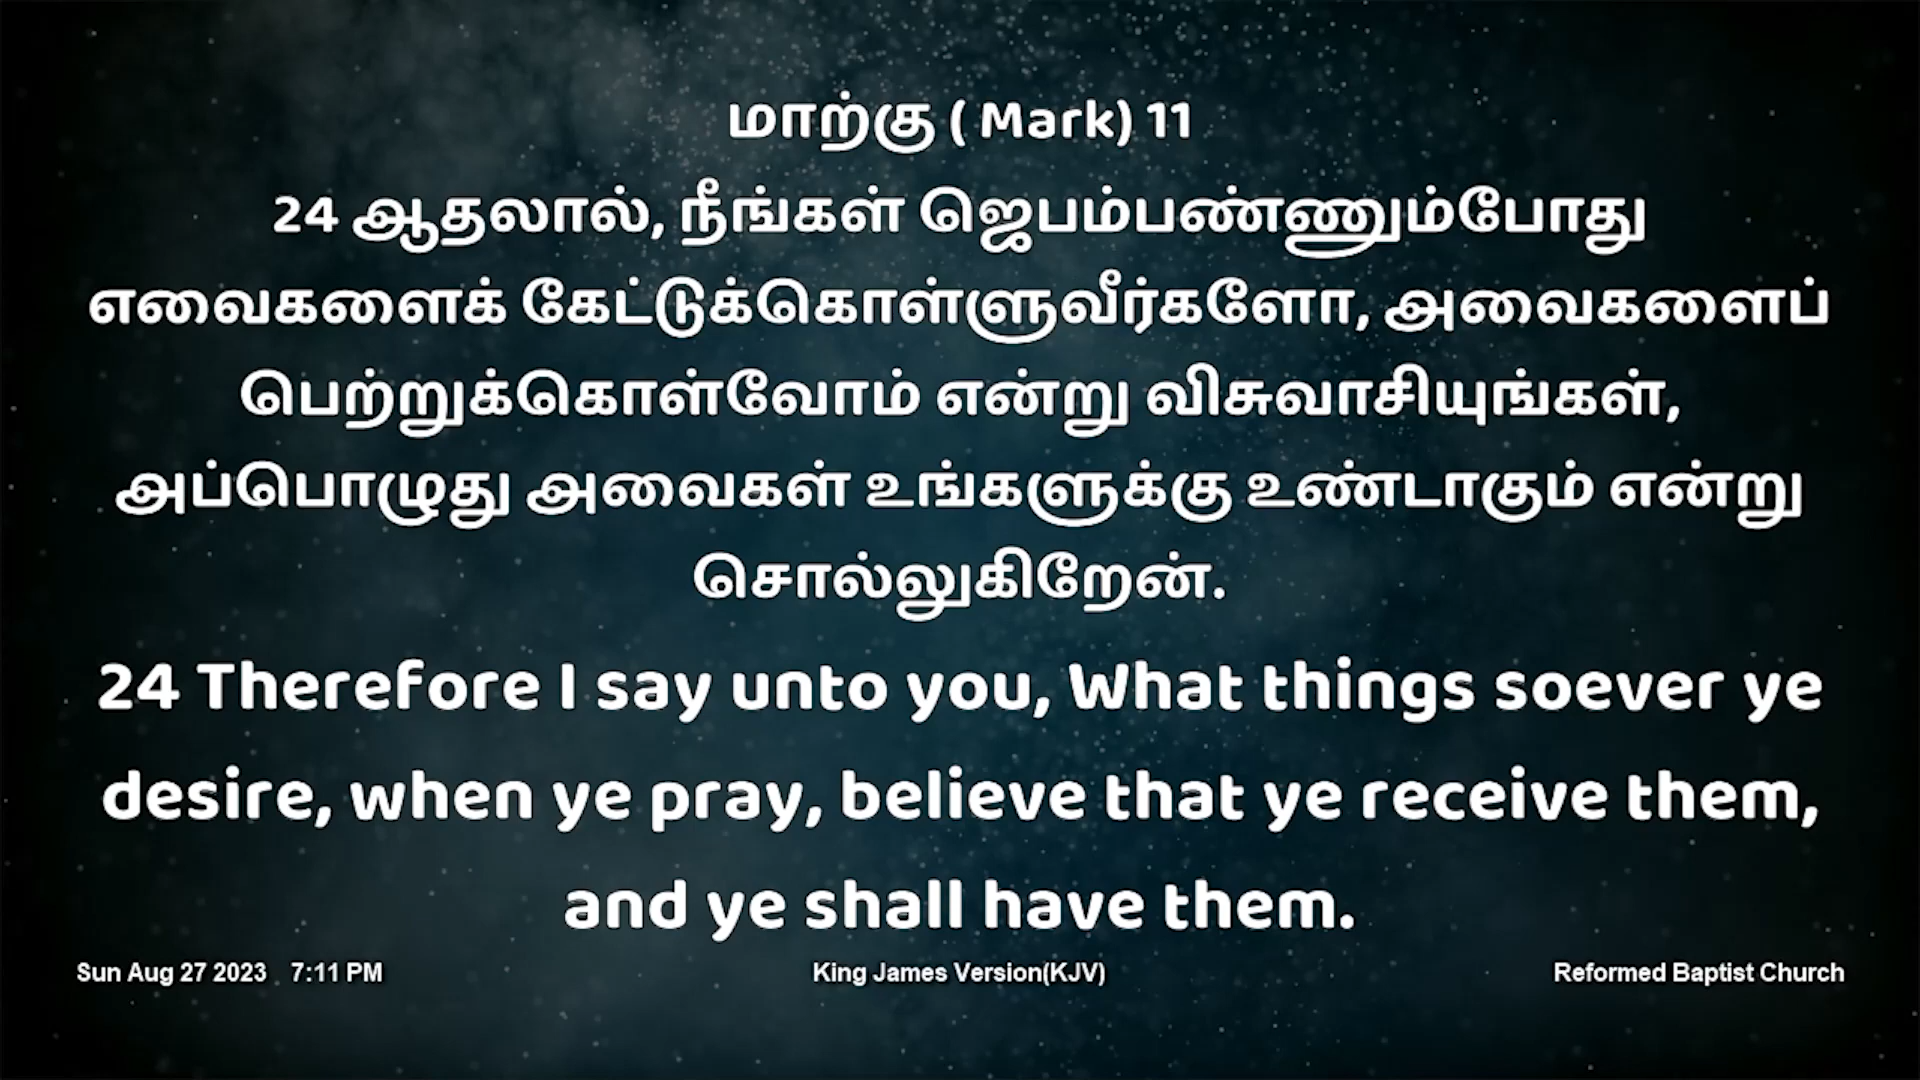 மாற்கு ( Mark) 11
24 ஆதலால், நீங்கள் ஜெபம்பண்ணும்போது
எவைகளைக் கேட்டுக்கொள்ளுவீர்களோ, அவைகளைப்
பெற்றுக்கொள்வோம் என்று விசுவாசியுங்கள்,
அப்பொழுது அவைகள் உங்களுக்கு உண்டாகும் என்று
சொல்லுகிறேன்.
24 Therefore I say unto you, What things soever ye
desire, when ye pray, believe that ye receive them,
and ye shall have them.
Sun Aug 27 2023 7:11 PM King James Version(KJV) Reformed Baptist Church